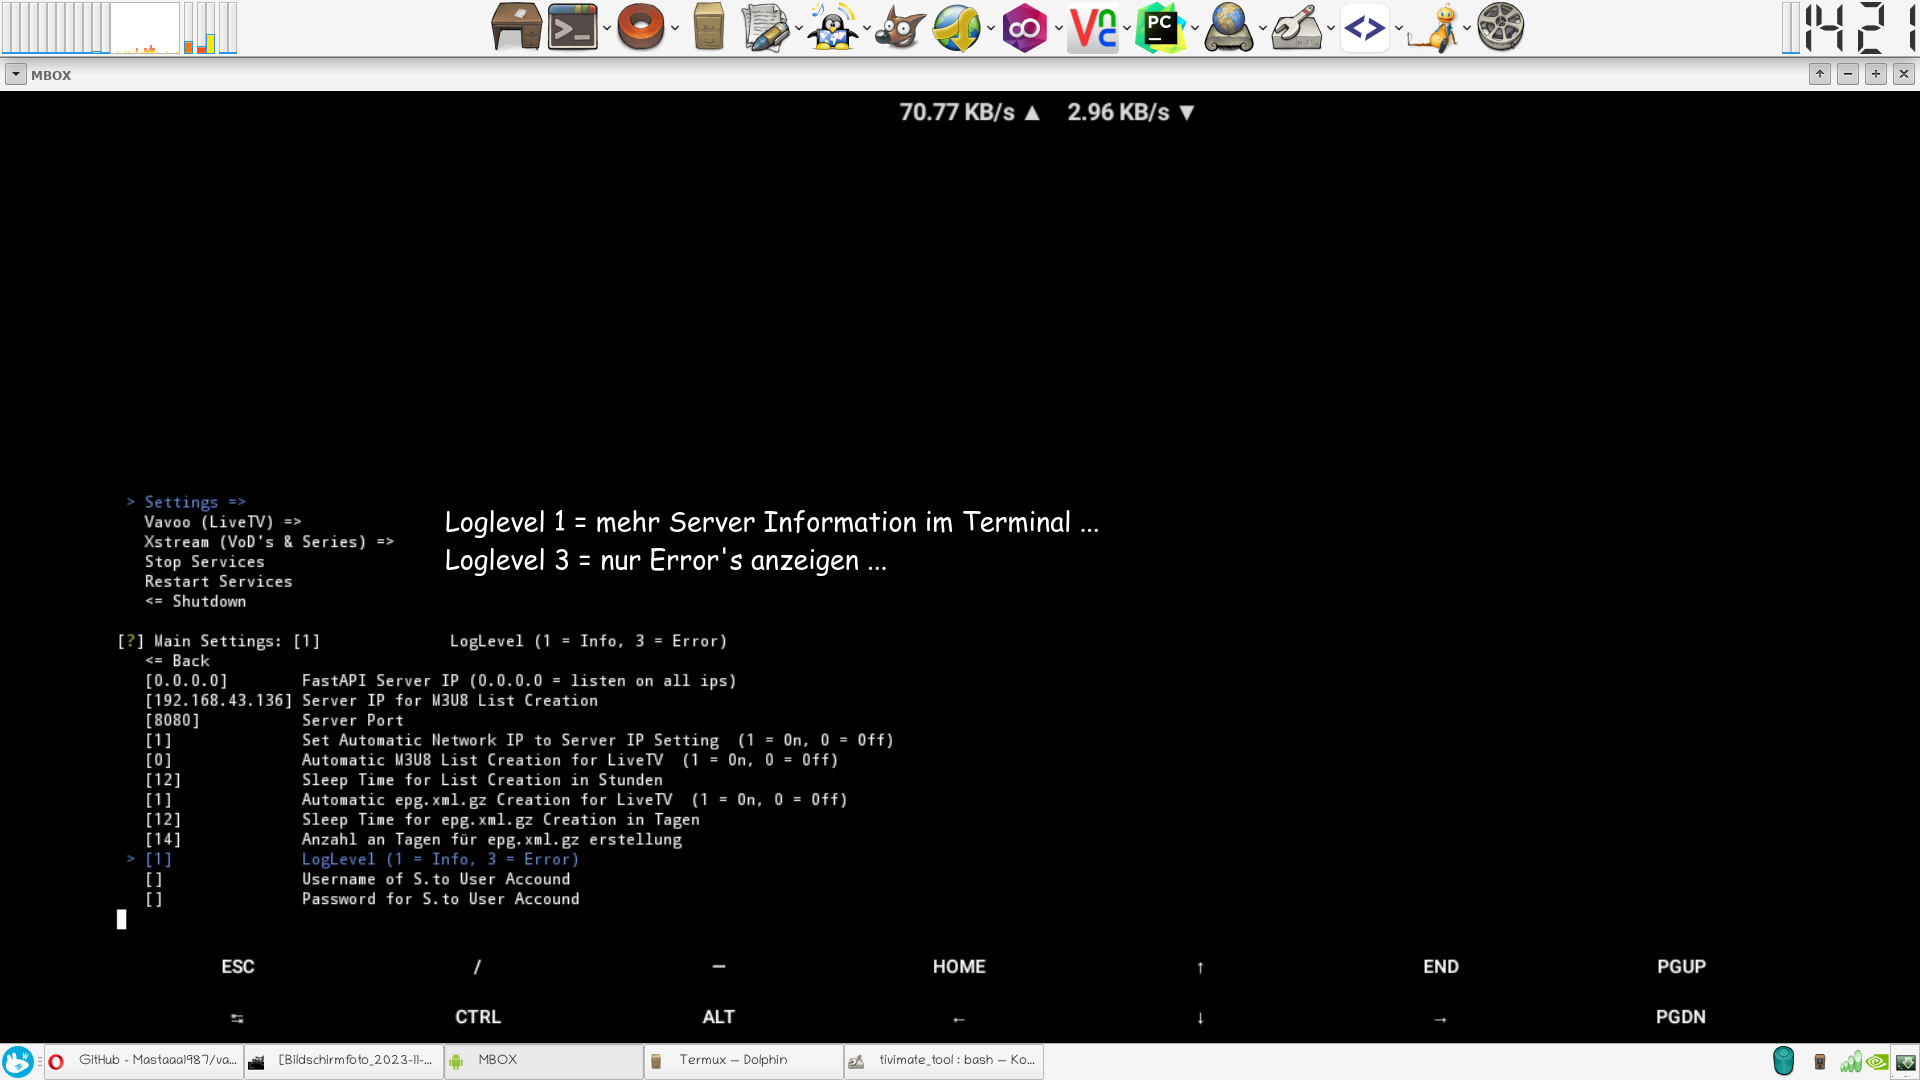 14 21
MBOX
70.77 KB/s ▲ 2.96 KB/s ▼
> Settings =>
Vavoo (LiveTV) =>
Xstream (VoD's & Series) =>
Stop Services
Restart Services
<= Shutdown
Loglevel 1 = mehr Server Information im Terminal ...
Loglevel 3 = nur Error's anzeigen ...
[?] Main Settings: [1] LogLevel (1 = Info, 3 = Error)
<= Back
[0.0.0.0] FastAPI Server IP (0.0.0.0 = listen on all ips)
[192.168.43.136] Server IP for M3U8 List Creation
[8080] Server Port
[1] Set Automatic Network IP to Server IP Setting (1 = On, 0 = Off)
[0] Automatic M3U8 List Creation for LiveTV (1 = On, 0 = Off)
[12] Sleep Time for List Creation in Stunden
[1] Automatic epg.xml.gz Creation for LiveTV (1 = On, 0 = Off)
[12] Sleep Time for epg.xml.gz Creation in Tagen
[14] Anzahl an Tagen für epg.xml.gz erstellung
> [1] LogLevel (1 = Info, 3 = Error)
[] Username of S.to User Accound
[] Password for S.to User Accound
ESC / — HOME ↑ END PGUP
↹ CTRL ALT ← ↓ → PGDN
GitHub - Mastaaa1987/va... [Bildschirmfoto_2023-11-... MBOX Termux — Dolphin tivimate_tool : bash — Ko...